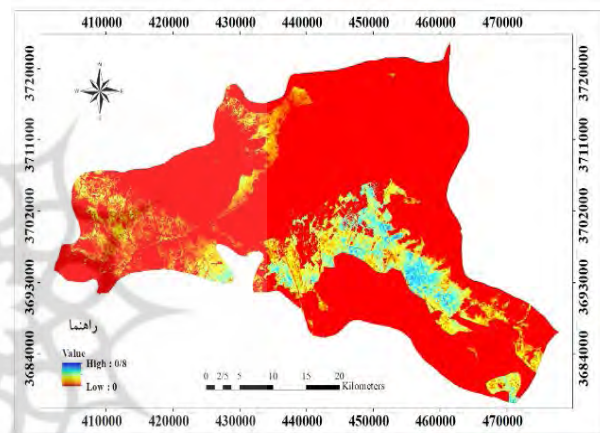 410000 420000 430000 440000 450000 460000 470000
3720000
3711000
3702000
3693000
3684000
3720000
3711000
3702000
3693000
3684000
N
W E
S
راهنما
Value
High : 0/8
Low : 0
0 2/5 5 10 15 20
Kilometers
410000 420000 430000 440000 450000 460000 470000